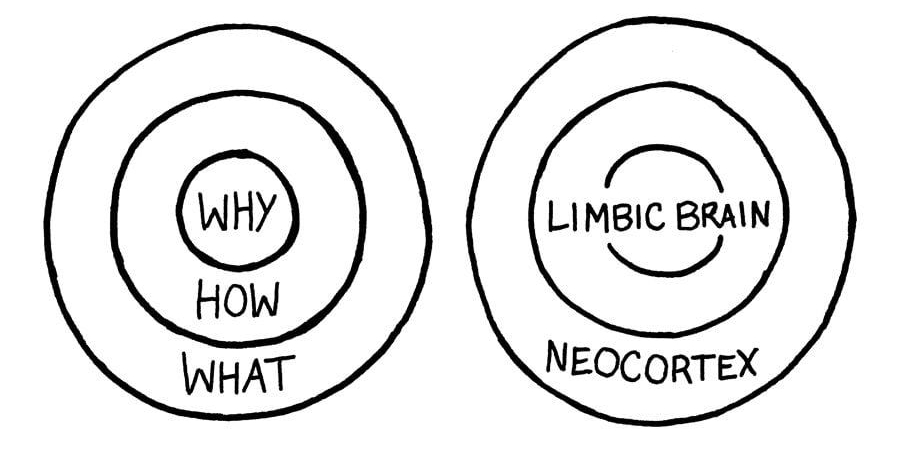 WHY
HOW
WHAT
LIMBIC BRAIN
NEOCORTEX